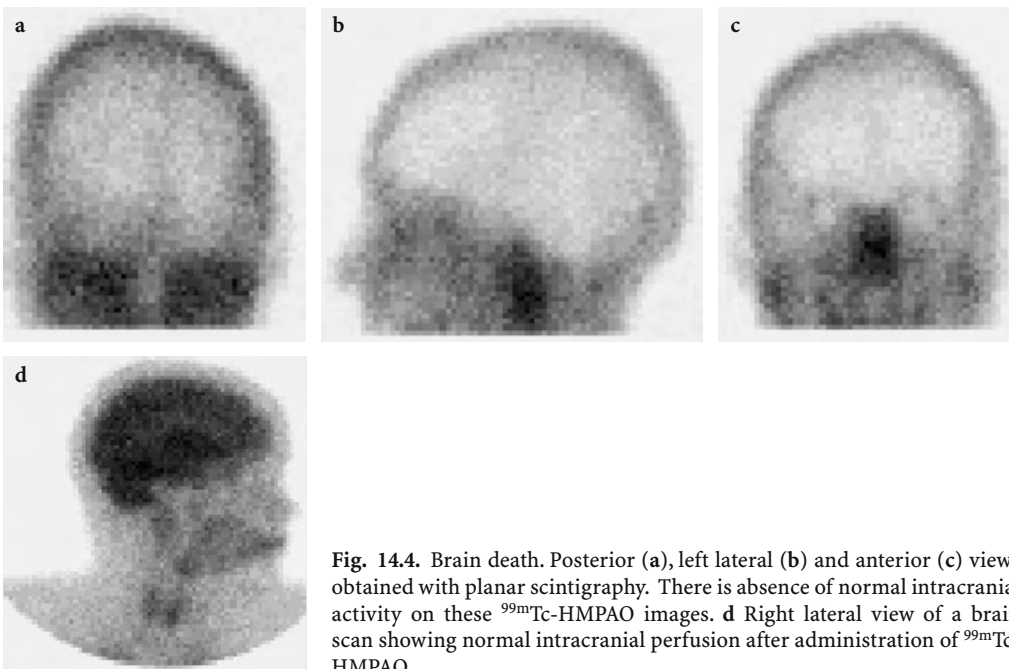 a
b
c
d
Fig. 14.4. Brain death. Posterior (a), left lateral (b) and anterior (c) view
obtained with planar scintigraphy. There is absence of normal intracrania
activity on these 99mTc-HMPAO images. d Right lateral view of a brain
scan showing normal intracranial perfusion after administration of 99mTc
HMPAO